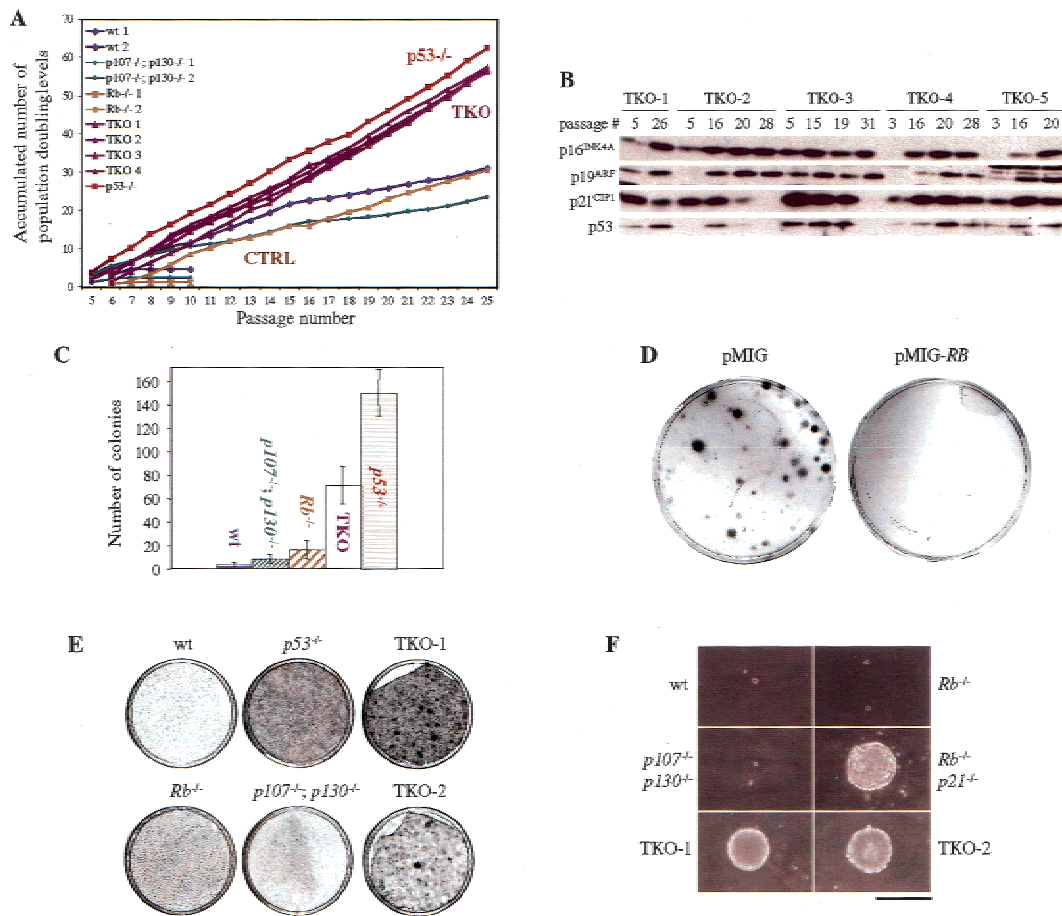 A
Accumulated number of
population doubling levels
70
60
50
40
30
20
10
0
wt 1
wt 2
p107-/-; p130-/- 1
p107-/-; p130-/- 2
Rb-/- 1
Rb-/- 2
TKO 1
TKO 2
TKO 3
TKO 4
p53-/-
p53-/-
TKO
CTRL
5 6 7 8 9 10 11 12 13 14 15 16 17 18 19 20 21 22 23 24 25
Passage number
B
TKO-1 TKO-2 TKO-3 TKO-4 TKO-5
passage # 5 26 5 16 20 28 5 15 19 31 3 16 20 28 3 16 20
p16INK4A
p19ARF
p21CIP1
p53
C
Number of colonies
160
140
120
100
80
60
40
20
0
wt
p107-/-; p130-/-
Rb-/-
TKO
p53-/-
D
pMIG pMIG-RB
E
wt p53-/- TKO-1
Rb-/- p107-/-; p130-/- TKO-2
F
wt Rb-/-
p107-/- Rb-/-
p130-/- p21-/-
TKO-1 TKO-2